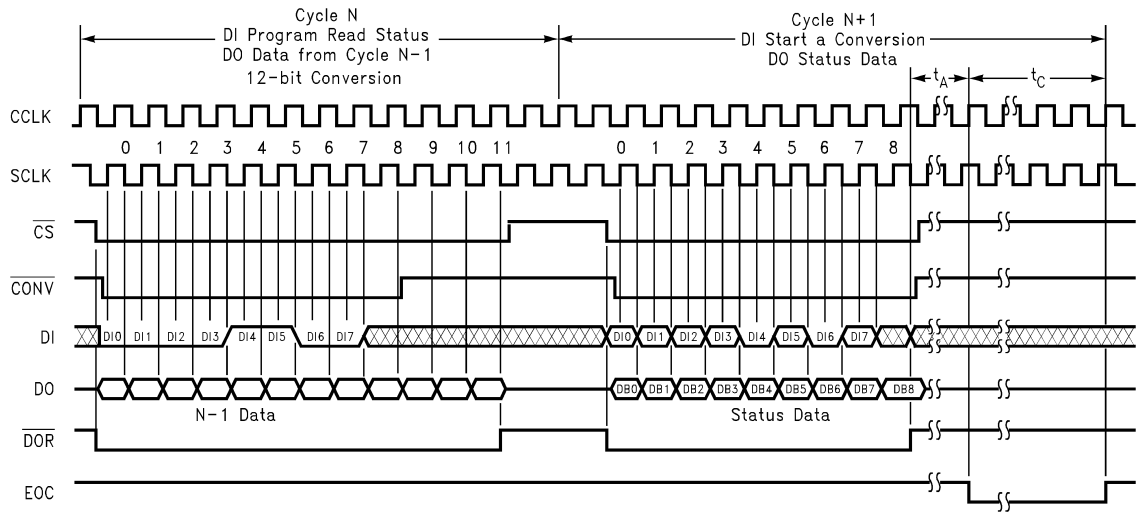 Cycle N
DI Program Read Status
DO Data from Cycle N-1
12-bit Conversion
Cycle N+1
DI Start a Conversion
DO Status Data
tA
tC
CCLK
0 1 2 3 4 5 6 7 8 9 10 11 0 1 2 3 4 5 6 7 8
SCLK
CS
CONV
DI DI0 DI1 DI2 DI3 DI4 DI5 DI6 DI7 DI0 DI1 DI2 DI3 DI4 DI5 DI6 DI7
DO DB0 DB1 DB2 DB3 DB4 DB5 DB6 DB7 DB8
N-1 Data Status Data
DOR
EOC